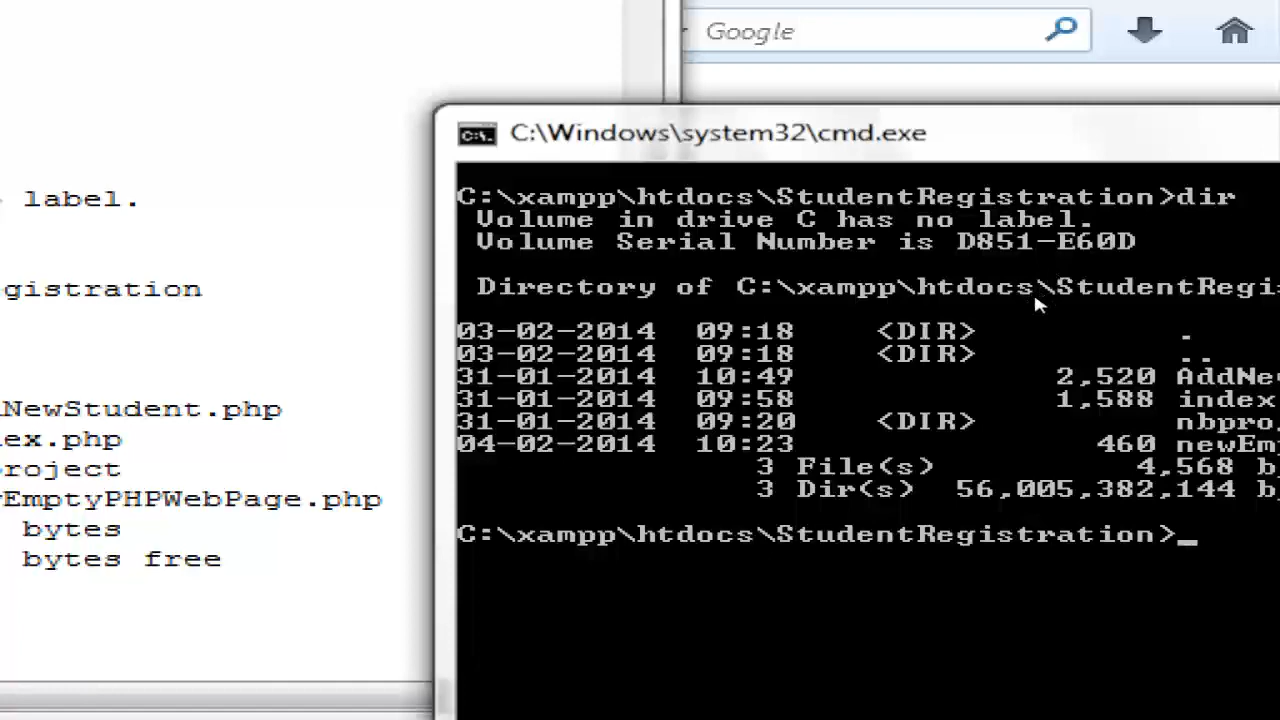 Google
C:\Windows\system32\cmd.exe
label.
gistration
NewStudent.php
ex.php
roject
EmptyPHPWebPage.php
bytes
bytes free
C:\xampp\htdocs\StudentRegistration>dir
Volume in drive C has no label.
Volume Serial Number is D851-E60D
Directory of C:\xampp\htdocs\StudentRegi
03-02-2014 09:18 <DIR> .
03-02-2014 09:18 <DIR> ..
31-01-2014 10:49 2,520 AddNe
31-01-2014 09:58 1,588 index
31-01-2014 09:20 <DIR> nbpro
04-02-2014 10:23 460 newEm
3 File(s) 4,568 b
3 Dir(s) 56,005,382,144 b
C:\xampp\htdocs\StudentRegistration>_